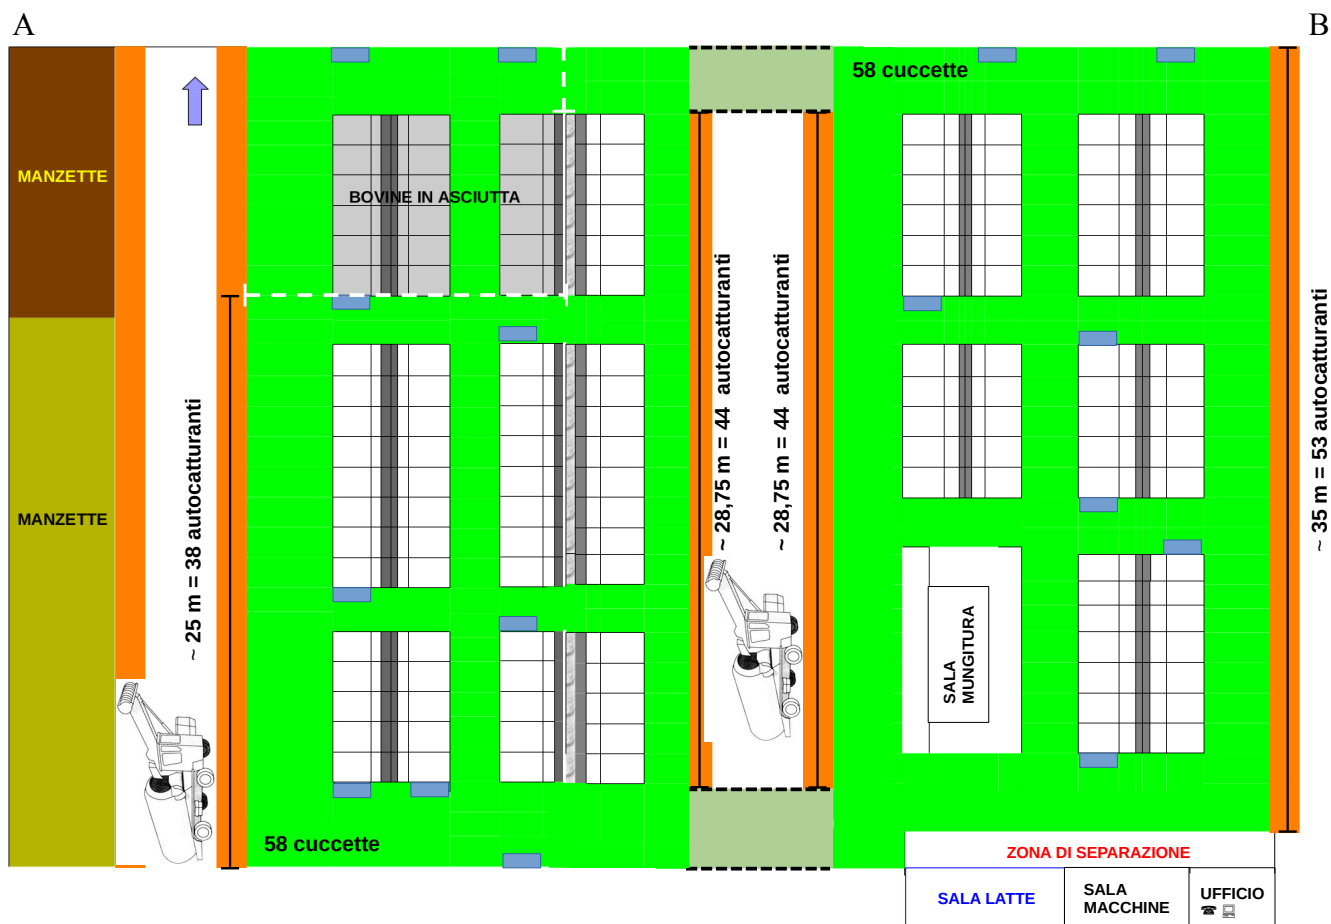 A
B
58 cuccette
MANZETTE
BOVINE IN ASCIUTTA
~ 28,75 m = 44 autocatturanti
~ 28,75 m = 44 autocatturanti
~ 35 m = 53 autocatturanti
~ 25 m = 38 autocatturanti
MANZETTE
SALA
MUNGITURA
58 cuccette
ZONA DI SEPARAZIONE
SALA LATTE
SALA
MACCHINE
UFFICIO